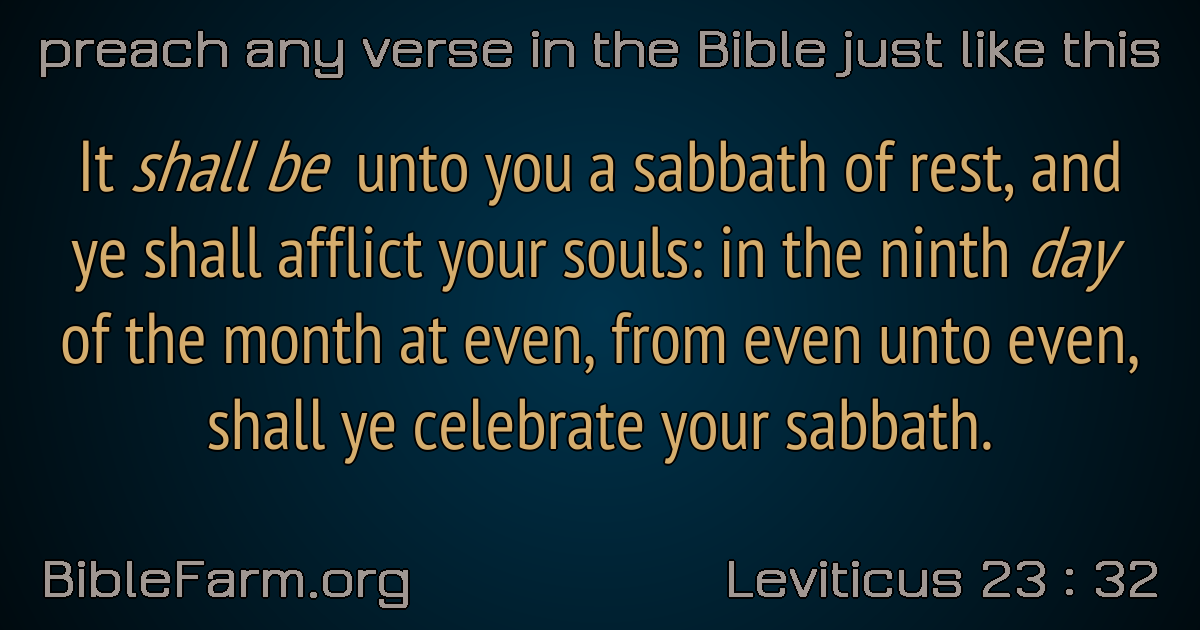 preach any verse in the Bible just like this
It shall be unto you a sabbath of rest, and
ye shall afflict your souls: in the ninth day
of the month at even, from even unto even,
shall ye celebrate your sabbath.
BibleFarm.org
Leviticus 23 : 32